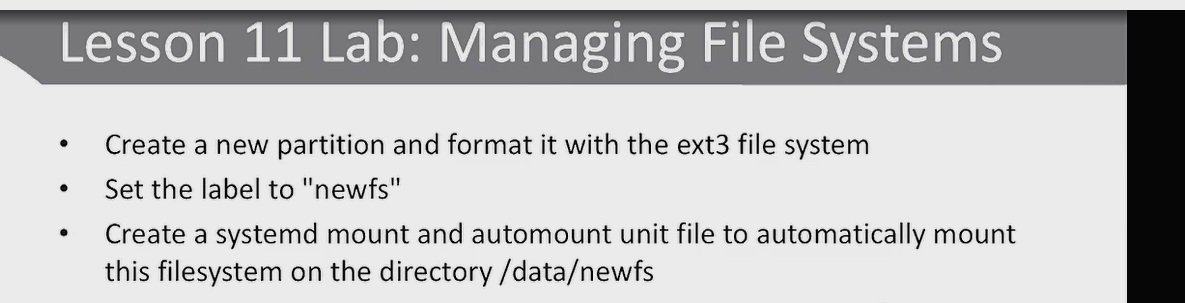 Lesson 11 Lab: Managing File Systems
• Create a new partition and format it with the ext3 file system
• Set the label to "newfs"
• Create a systemd mount and automount unit file to automatically mount
this filesystem on the directory /data/newfs